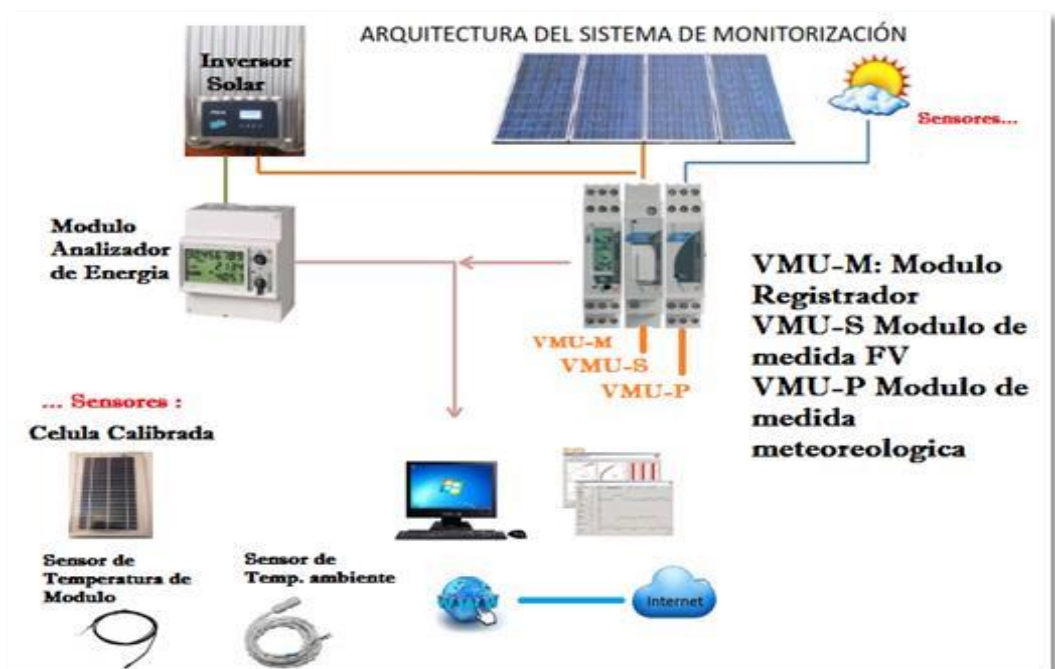 ARQUITECTURA DEL SISTEMA DE MONITORIZACIÓN
Inversor
Solar
Sensores...
Modulo
Analizador
de Energia
VMU-M
VMU-S
VMU-P
VMU-M: Modulo
Registrador
VMU-S Modulo de
medida FV
VMU-P Modulo de
medida
meteoreologica
... Sensores :
Celula Calibrada
Sensor de
Temperatura de
Modulo
Sensor de
Temp. ambiente
WWW
Internet